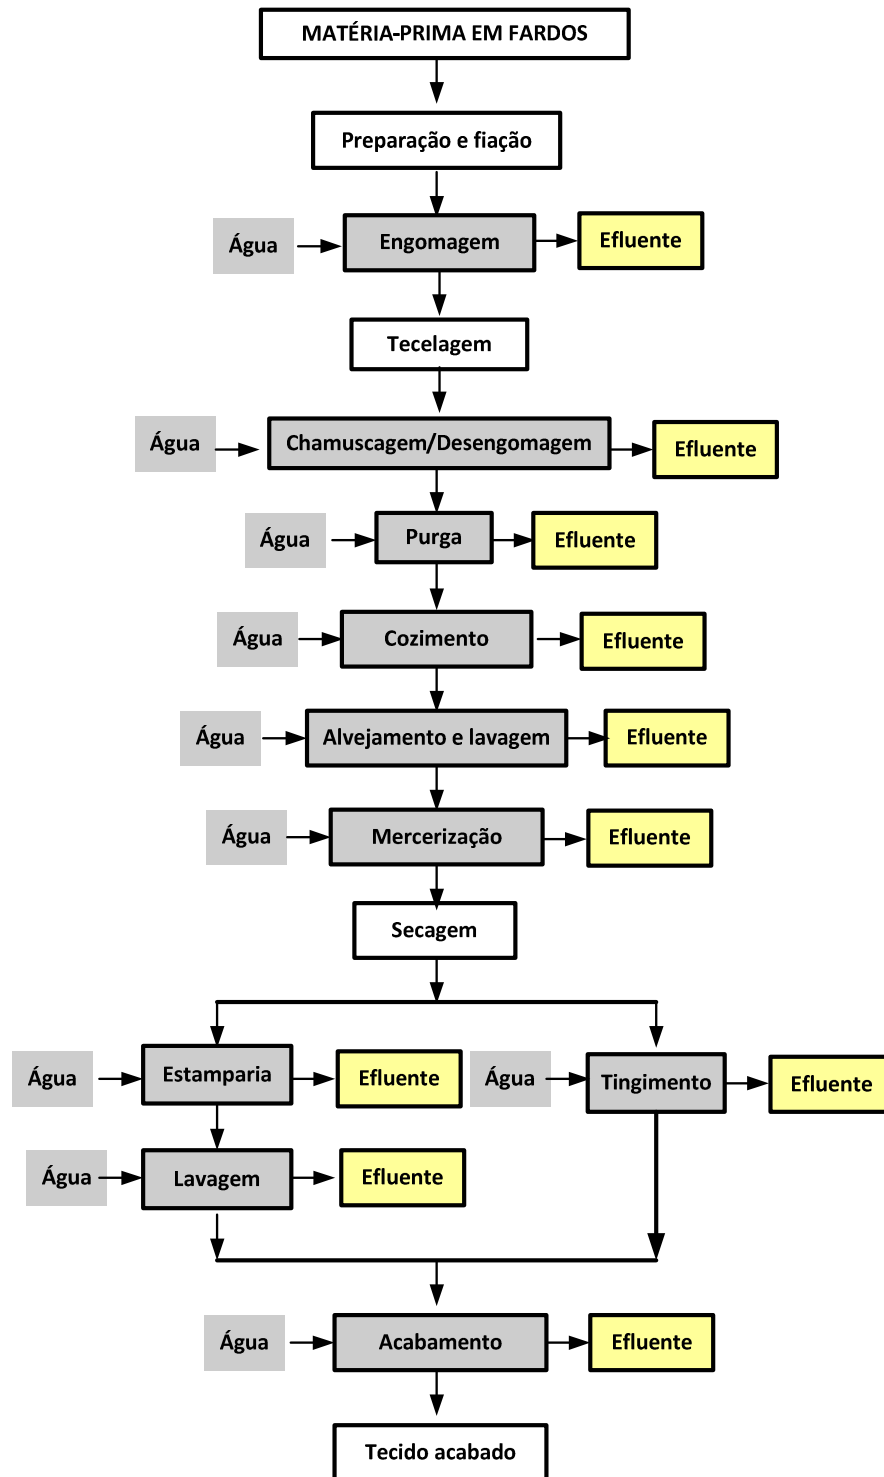 MATÉRIA-PRIMA EM FARDOS
Preparação e fiação
Água
Engomagem
Efluente
Tecelagem
Água
Chamuscagem/Desengomagem
Efluente
Água
Purga
Efluente
Água
Cozimento
Efluente
Água
Alvejamento e lavagem
Efluente
Água
Mercerização
Efluente
Secagem
Água
Estamparia
Efluente
Água
Tingimento
Efluente
Água
Lavagem
Efluente
Água
Acabamento
Efluente
Tecido acabado